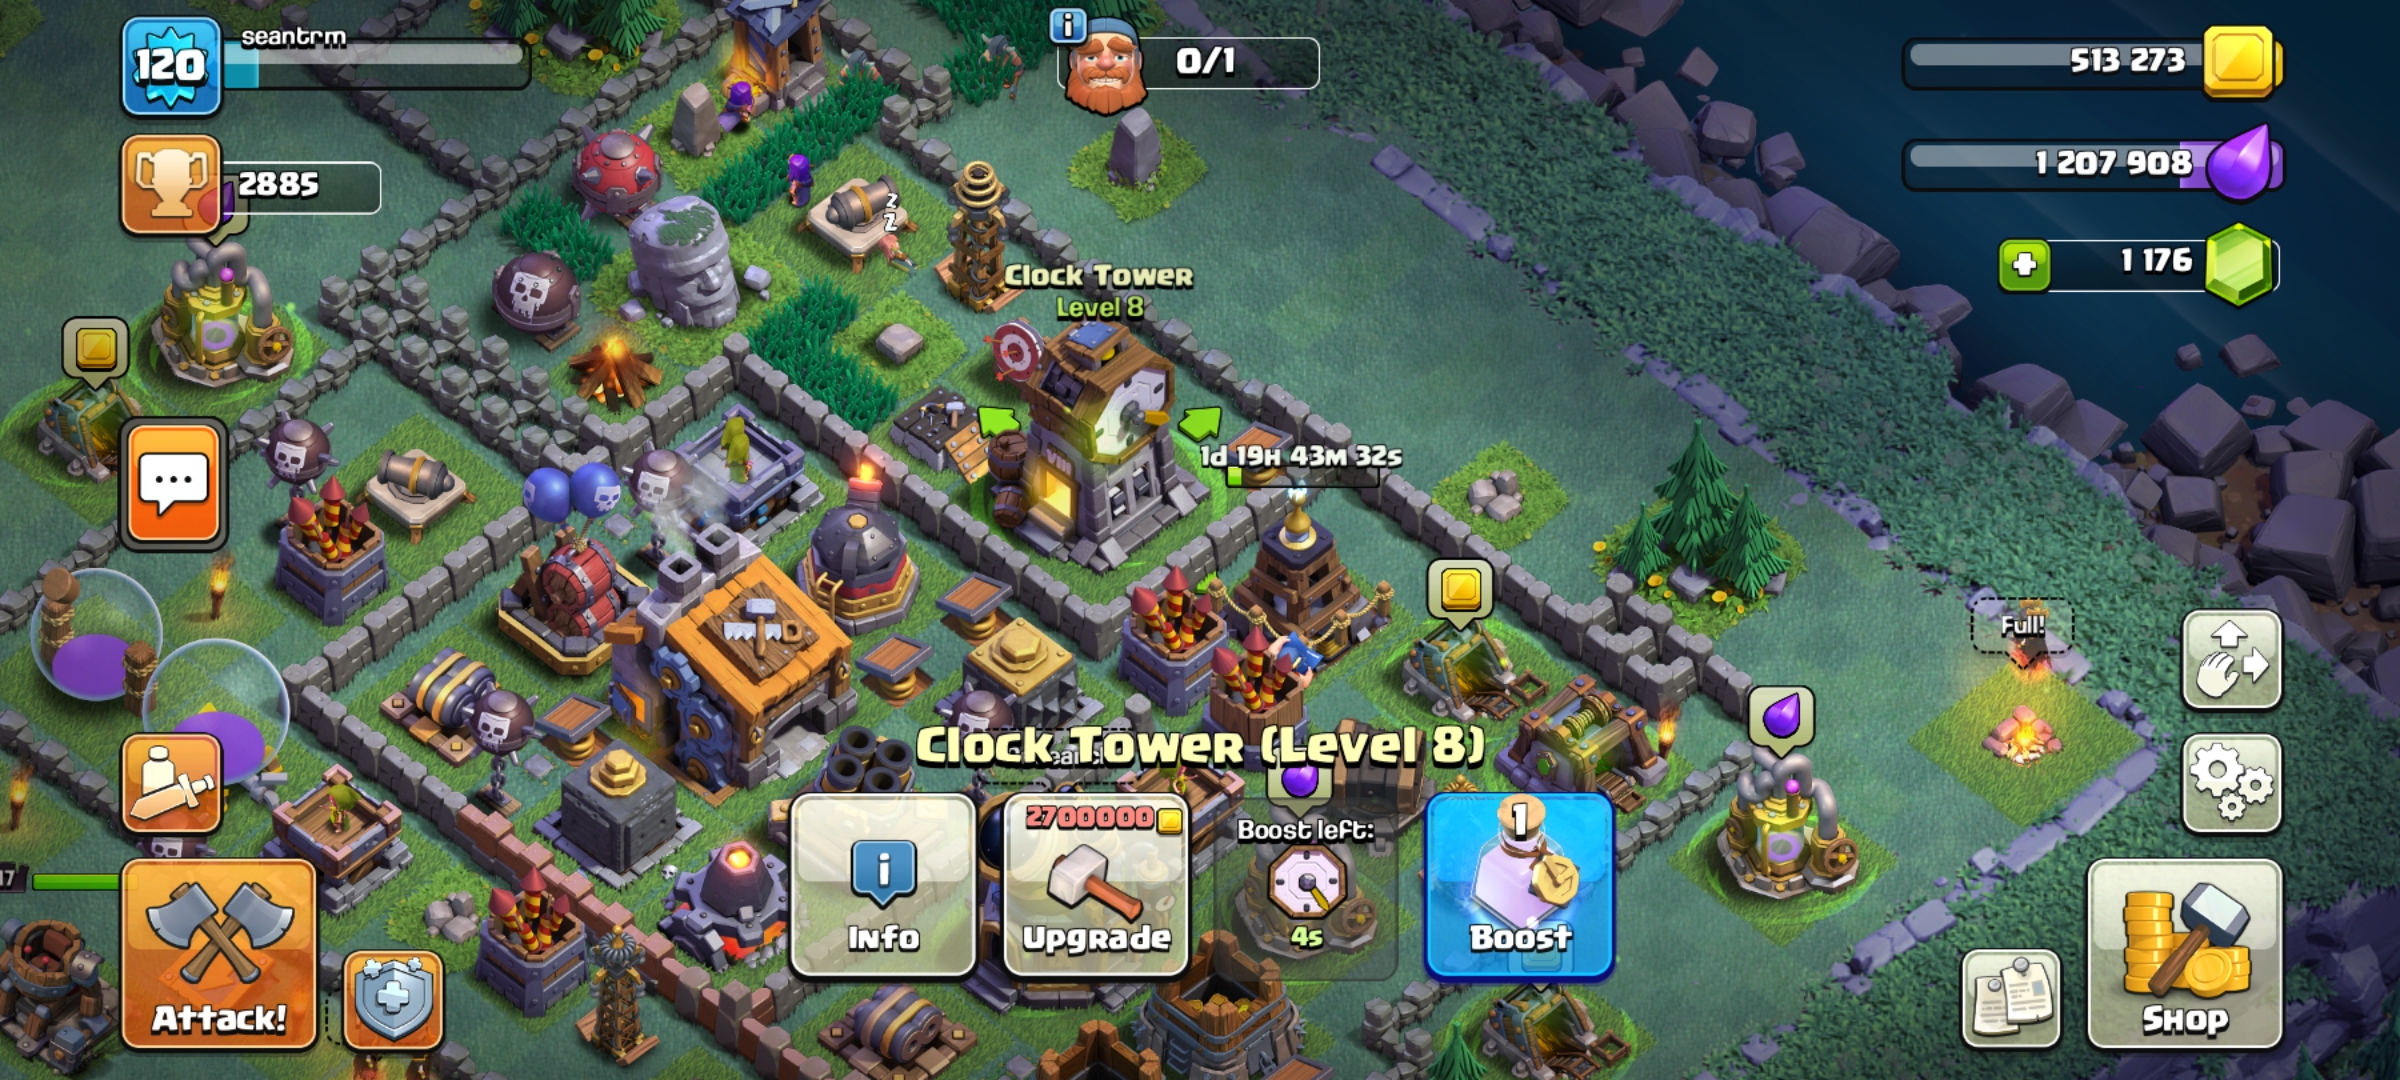 120
seantrm
i
0/1
513 273
2885
1 207 908
1 176
Clock Tower
Level 8
1d 19h 43m 32s
Full!
Clock Tower (Level 8)
2700000
Boost left:
1
i
Info
Upgrade
4s
Boost
Attack!
Shop